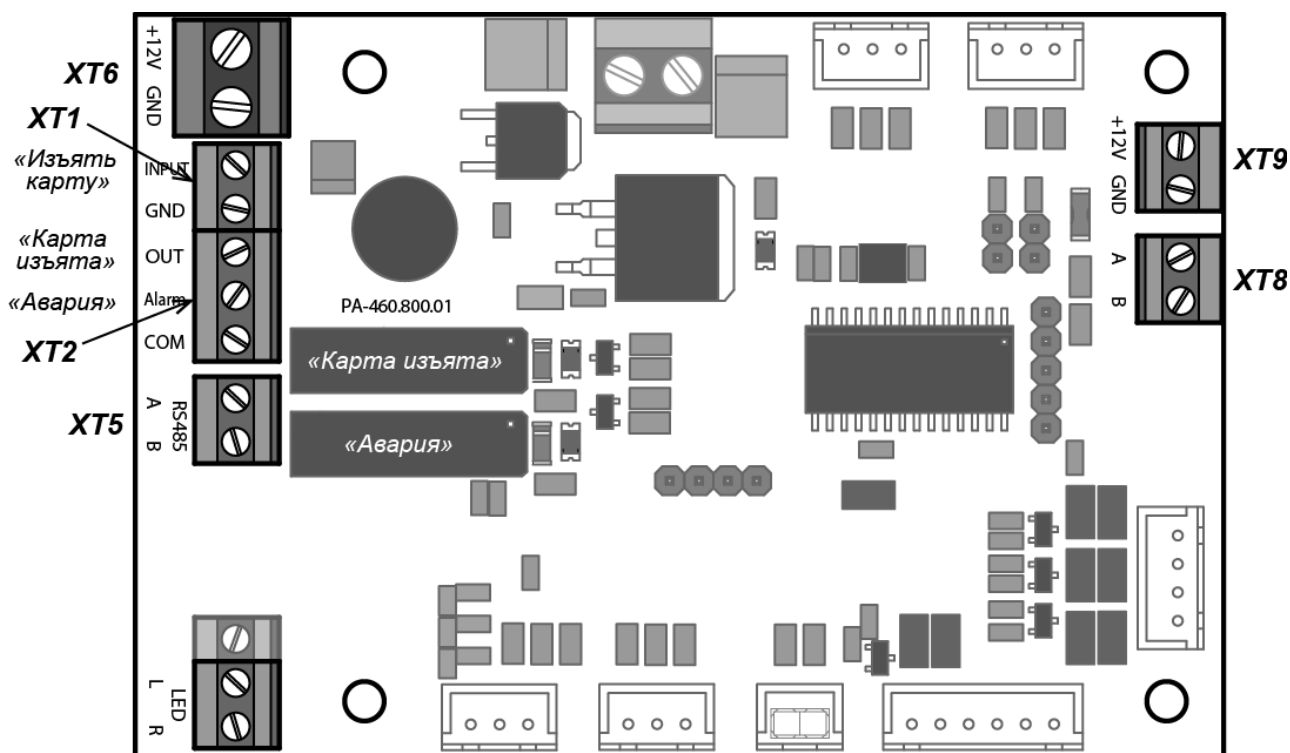 +12V
GND
XT6
XT1
«Изъять
карту»
INPUT
GND
«Карта
изъята»
OUT
«Авария»
Alarm
COM
XT2
XT5
A
B
RS485
PA-460.800.01
«Карта изъята»
«Авария»
L
R
LED
+12V
GND
XT9
A
B
XT8